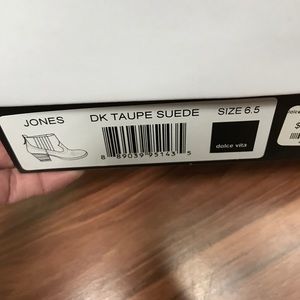 JONES DK TAUPE SUEDE SIZE 6.5
8 89039 95143 5
dolce vita
$